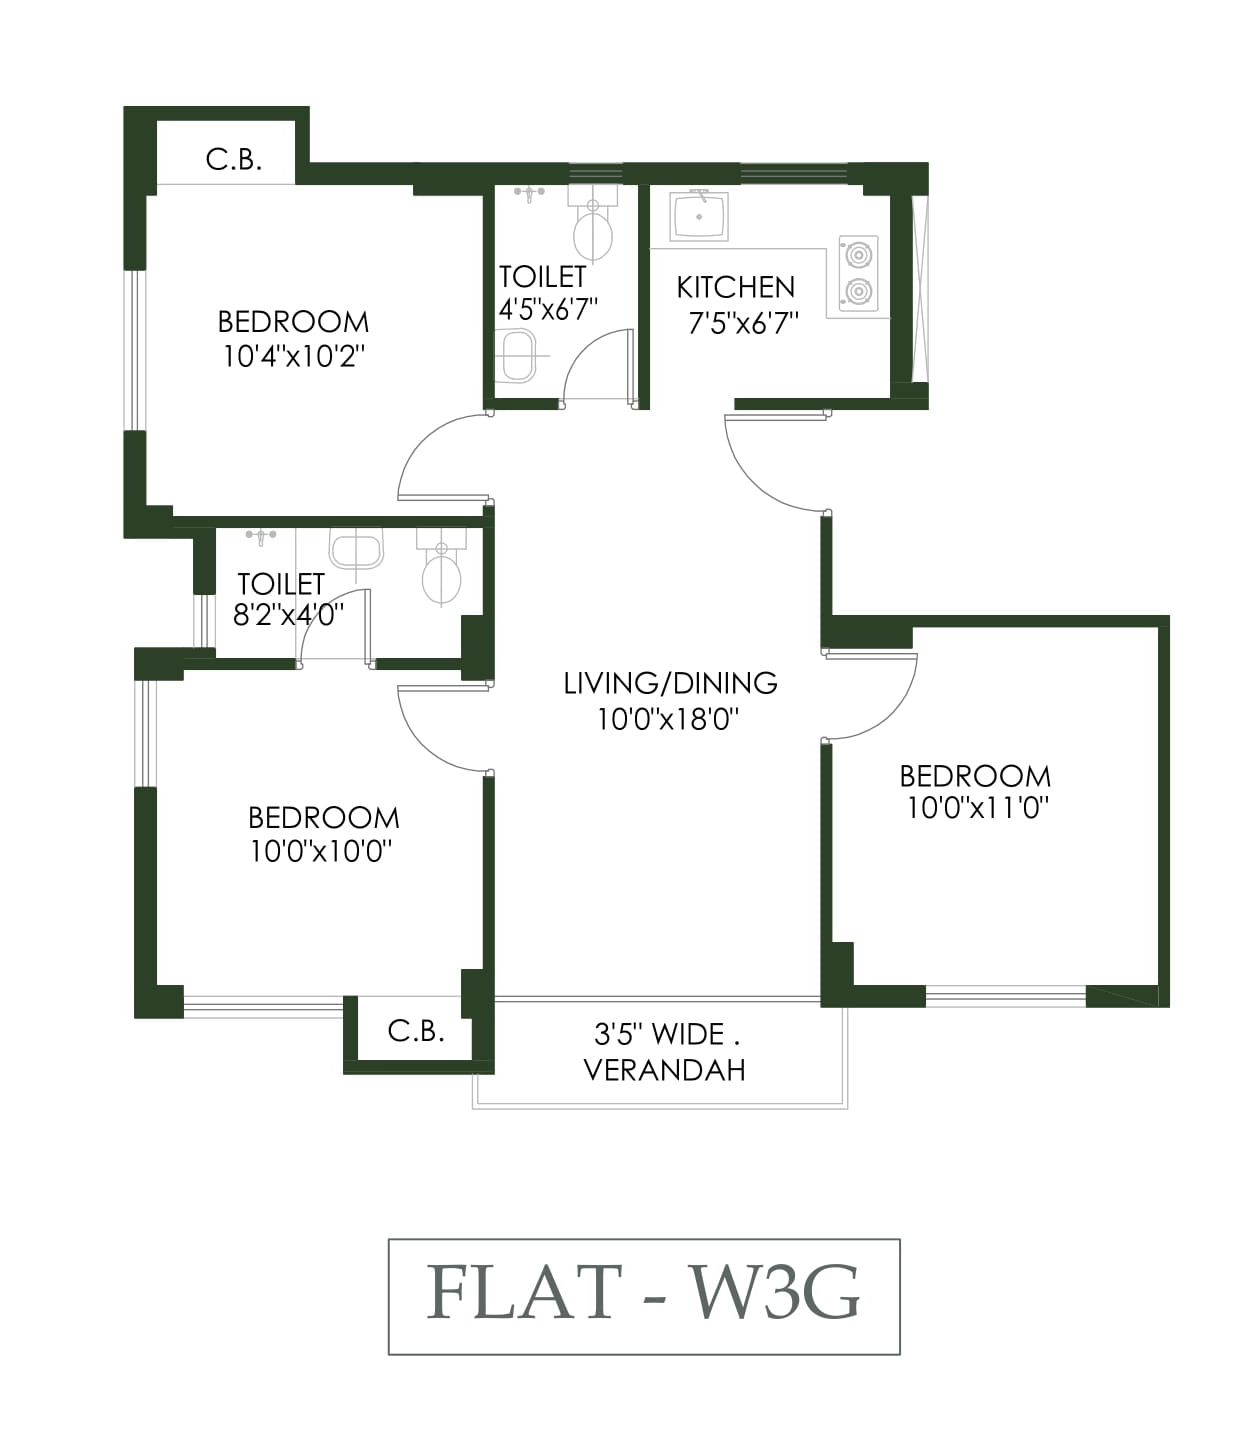 C.B.
TOILET
4'5"x6'7"
KITCHEN
7'5"x6'7"
BEDROOM
10'4"x10'2"
TOILET
8'2"x4'0"
LIVING/DINING
10'0"x18'0"
BEDROOM
10'0"x11'0"
BEDROOM
10'0"x10'0"
C.B.
3'5" WIDE .
VERANDAH
FLAT - W3G